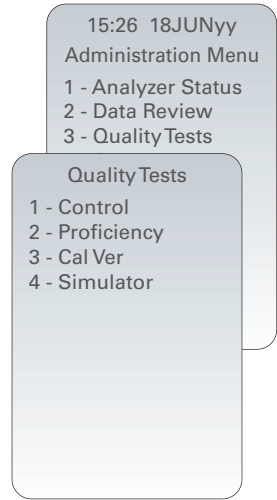 15:26 18JUNyy
Administration Menu
1 - Analyzer Status
2 - Data Review
3 - Quality Tests
Quality Tests
1 - Control
2 - Proficiency
3 - Cal Ver
4 - Simulator